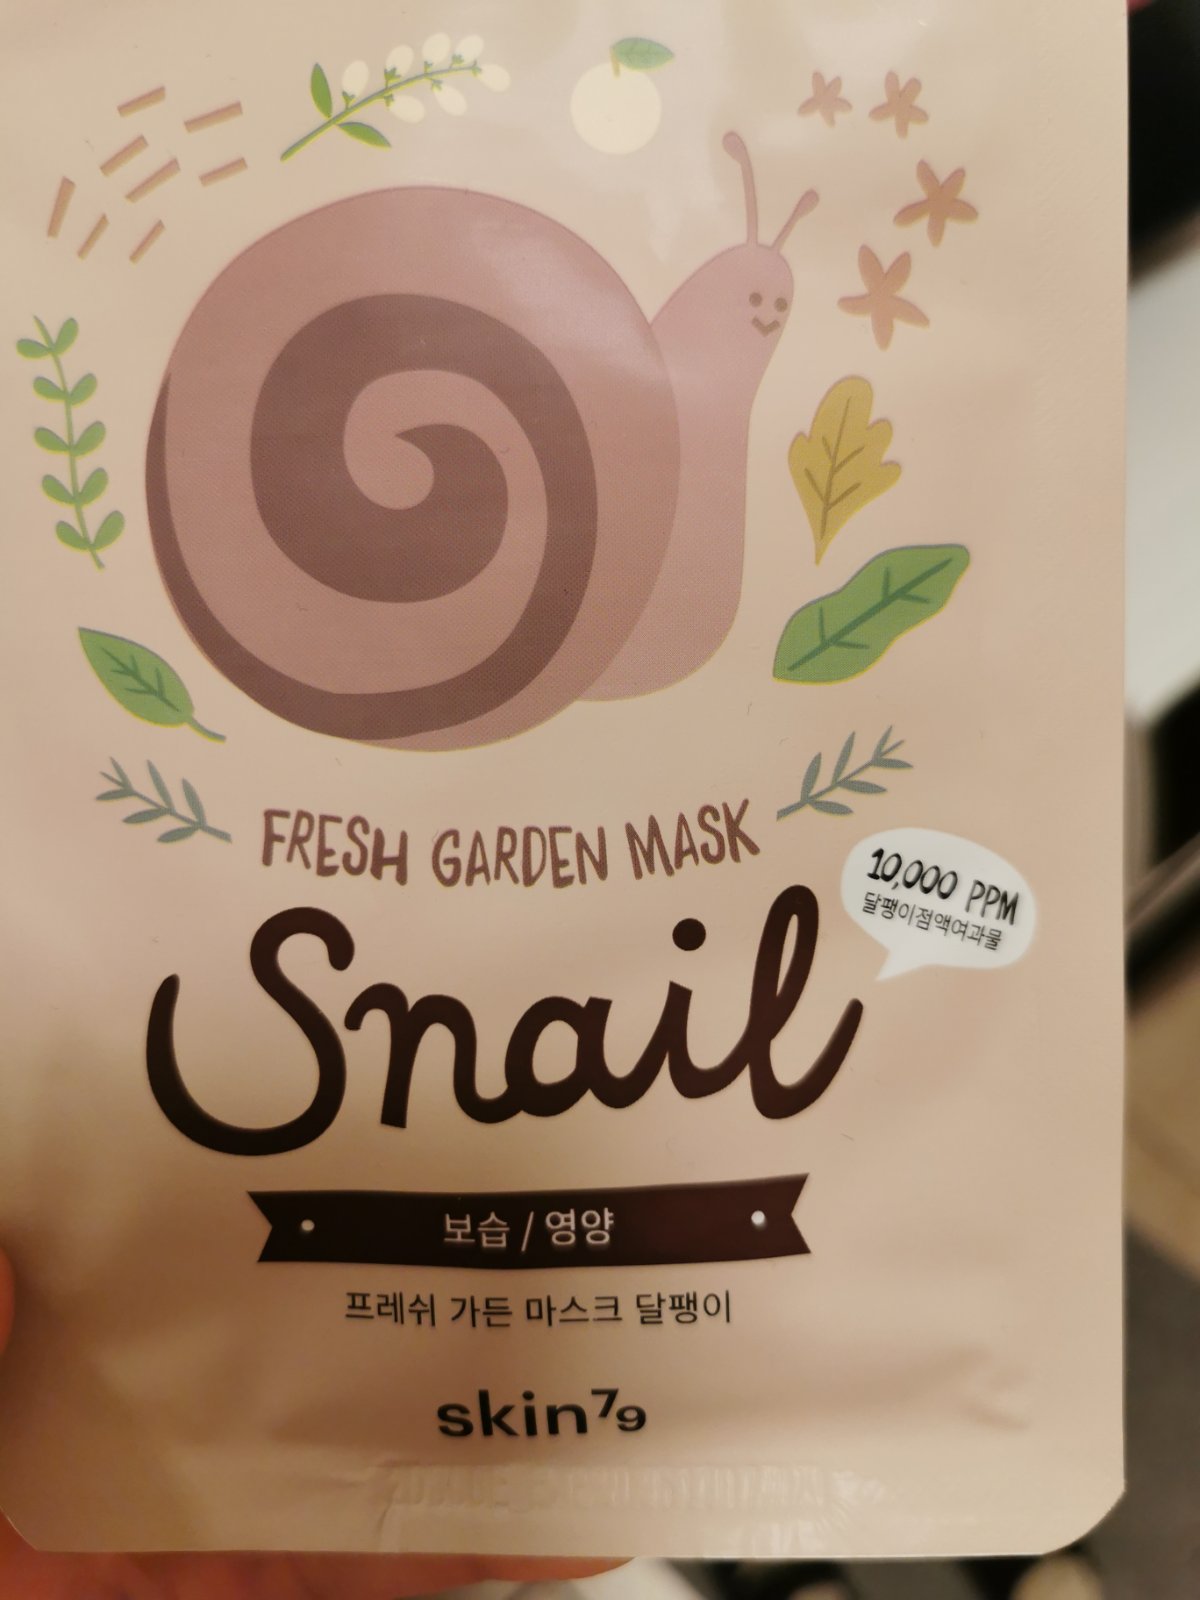 FRESH GARDEN MASK
Snail
10,000 PPM
달팽이점액여과물
보습 / 영양
프레쉬 가든 마스크 달팽이
skin79